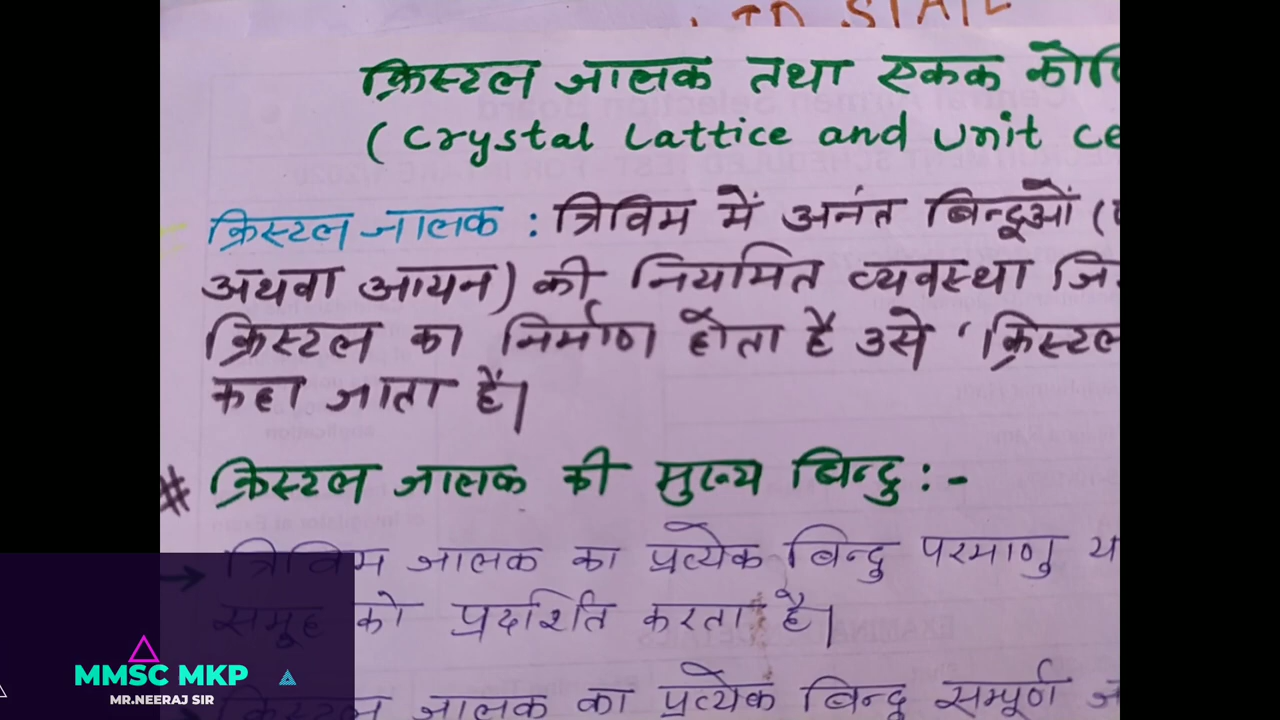 क्रिस्टल जालक तथा एकक
(Crystal Lattice and Unit
क्रिस्टल जालक : त्रिविम में अनंत बिन्दूओं (
अथवा आयन) की नियमित व्यवस्था
क्रिस्टल का निर्माण होता है उसे 'क्रिस्टल
कहा जाता है।
# क्रिस्टल जालक की मुख्य बिन्दु :-
→ त्रिविम जालक का प्रत्येक बिन्दु परमाणु
समूह को प्रदर्शित करता है।
क्रिस्टल जालक का प्रत्येक बिन्दु सम्पूर्ण
MMSC MKP
MR.NEERAJ SIR